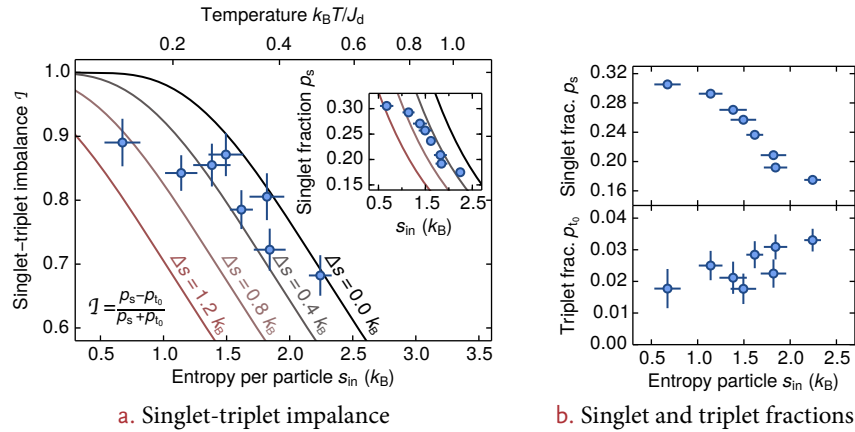 Temperature k_BT/J_d
0.2 0.4 0.6 0.8 1.0
1.0
0.9
0.8
0.7
0.6
Singlet-triplet imbalance ℐ
0.30
0.25
0.20
0.15
Singlet fraction p_s
0.5 1.5 2.5
s_in (k_B)
Δs = 1.2 k_B
Δs = 0.8 k_B
Δs = 0.4 k_B
Δs = 0.0 k_B
ℐ = (p_s − p_t₀)/(p_s + p_t₀)
0.5 1.0 1.5 2.0 2.5 3.0 3.5
Entropy per particle s_in (k_B)
a. Singlet-triplet impalance
0.32
0.28
0.24
0.20
0.16
Singlet frac. p_s
0.04
0.03
0.02
0.01
0.00
Triplet frac. p_t₀
0.5 1.0 1.5 2.0 2.5
Entropy particle s_in (k_B)
b. Singlet and triplet fractions